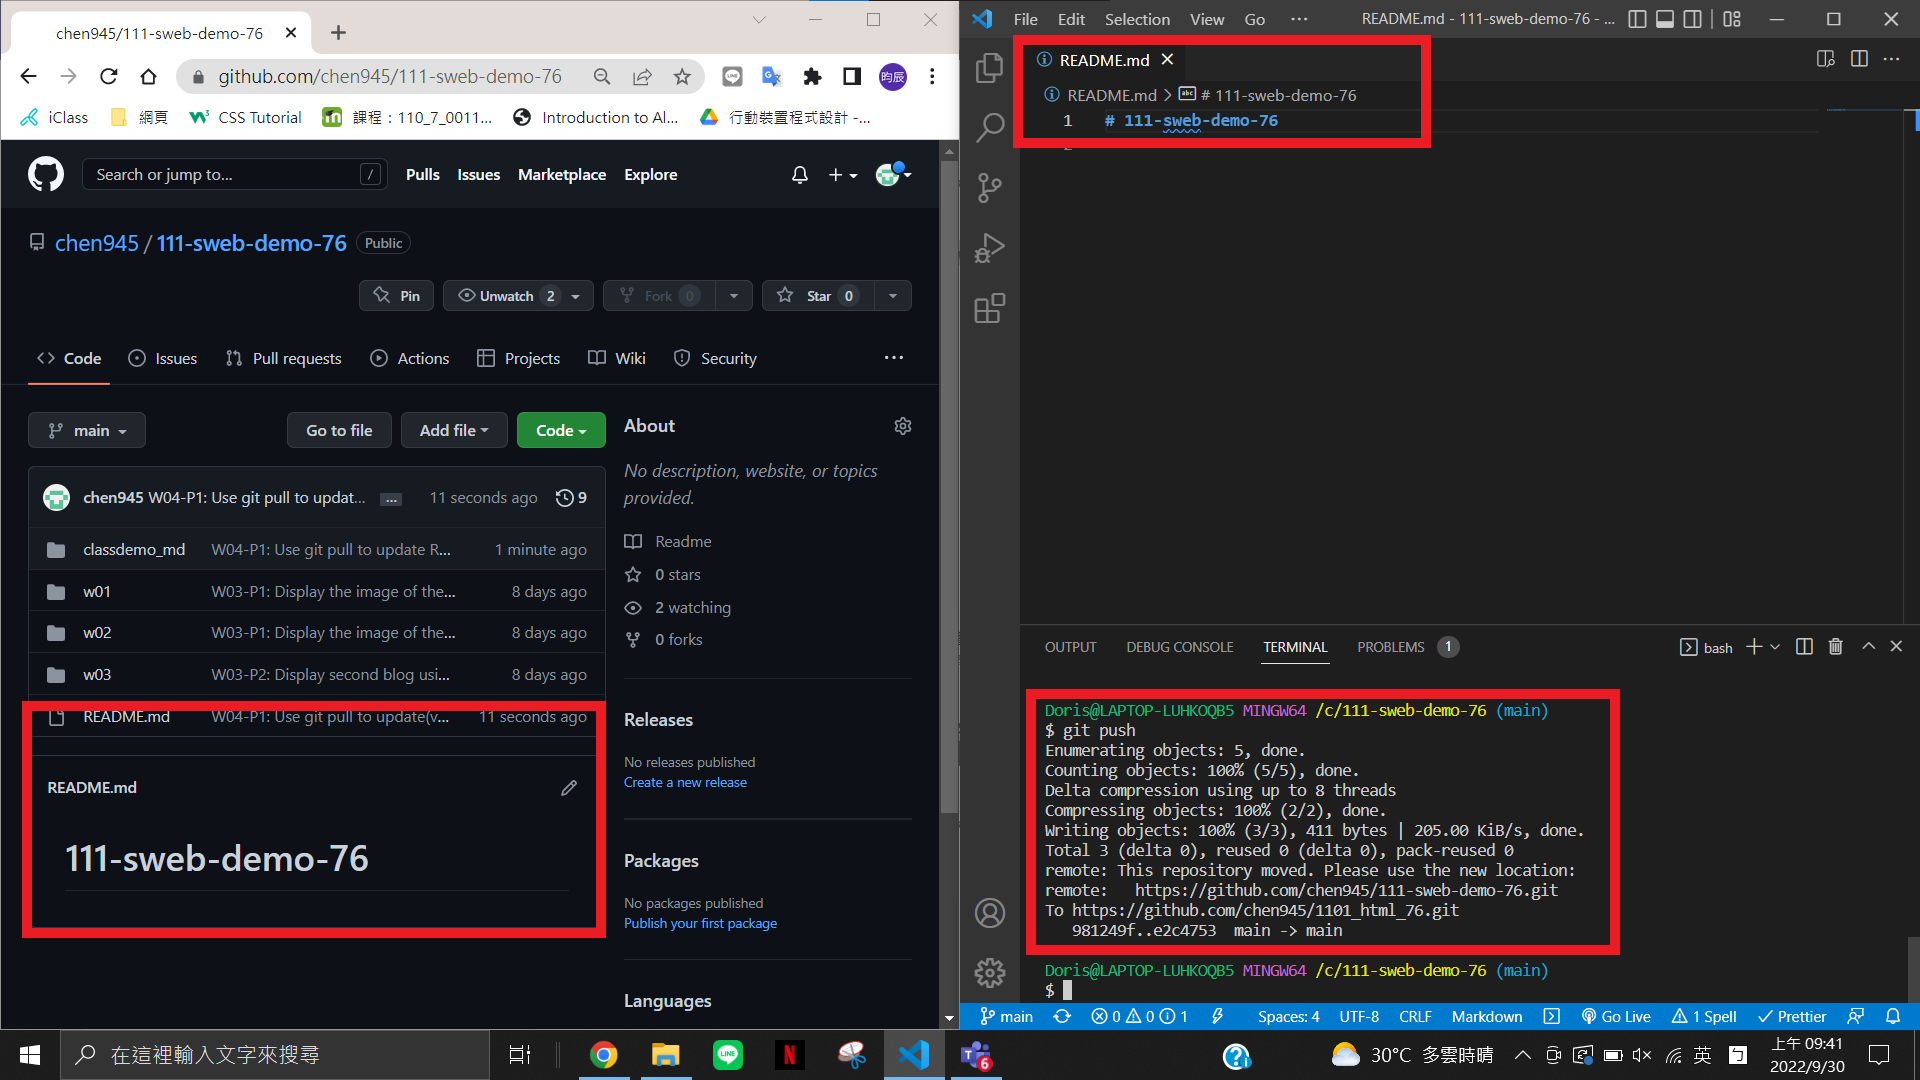 chen945/111-sweb-demo-76
github.com/chen945/111-sweb-demo-76
昀辰
iClass
網頁
CSS Tutorial
課程：110_7_0011...
Introduction to Al...
行動裝置程式設計 -...
Search or jump to...
/
Pulls
Issues
Marketplace
Explore
chen945 / 111-sweb-demo-76
Public
Pin
Unwatch 2
Fork 0
Star 0
Code
Issues
Pull requests
Actions
Projects
Wiki
Security
...
main
Go to file
Add file
Code
chen945 W04-P1: Use git pull to updat... ... 11 seconds ago 9
classdemo_md W04-P1: Use git pull to update R... 1 minute ago
w01 W03-P1: Display the image of the... 8 days ago
w02 W03-P1: Display the image of the... 8 days ago
w03 W03-P2: Display second blog usi... 8 days ago
README.md W04-P1: Use git pull to update(v... 11 seconds ago
README.md
111-sweb-demo-76
About
No description, website, or topics
provided.
Readme
0 stars
2 watching
0 forks
Releases
No releases published
Create a new release
Packages
No packages published
Publish your first package
Languages
File Edit Selection View Go ...
README.md - 111-sweb-demo-76 - ...
README.md
README.md > # 111-sweb-demo-76
1 # 111-sweb-demo-76
OUTPUT DEBUG CONSOLE TERMINAL PROBLEMS 1
bash
Doris@LAPTOP-LUHKOQB5 MINGW64 /c/111-sweb-demo-76 (main)
$ git push
Enumerating objects: 5, done.
Counting objects: 100% (5/5), done.
Delta compression using up to 8 threads
Compressing objects: 100% (2/2), done.
Writing objects: 100% (3/3), 411 bytes | 205.00 KiB/s, done.
Total 3 (delta 0), reused 0 (delta 0), pack-reused 0
remote: This repository moved. Please use the new location:
remote:   https://github.com/chen945/111-sweb-demo-76.git
To https://github.com/chen945/1101_html_76.git
   981249f..e2c4753  main -> main
Doris@LAPTOP-LUHKOQB5 MINGW64 /c/111-sweb-demo-76 (main)
$
main 0 0 1 Spaces: 4 UTF-8 CRLF Markdown Go Live 1 Spell Prettier
在這裡輸入文字來搜尋
LINE
N
6
30°C 多雲時晴
英
上午 09:41
2022/9/30